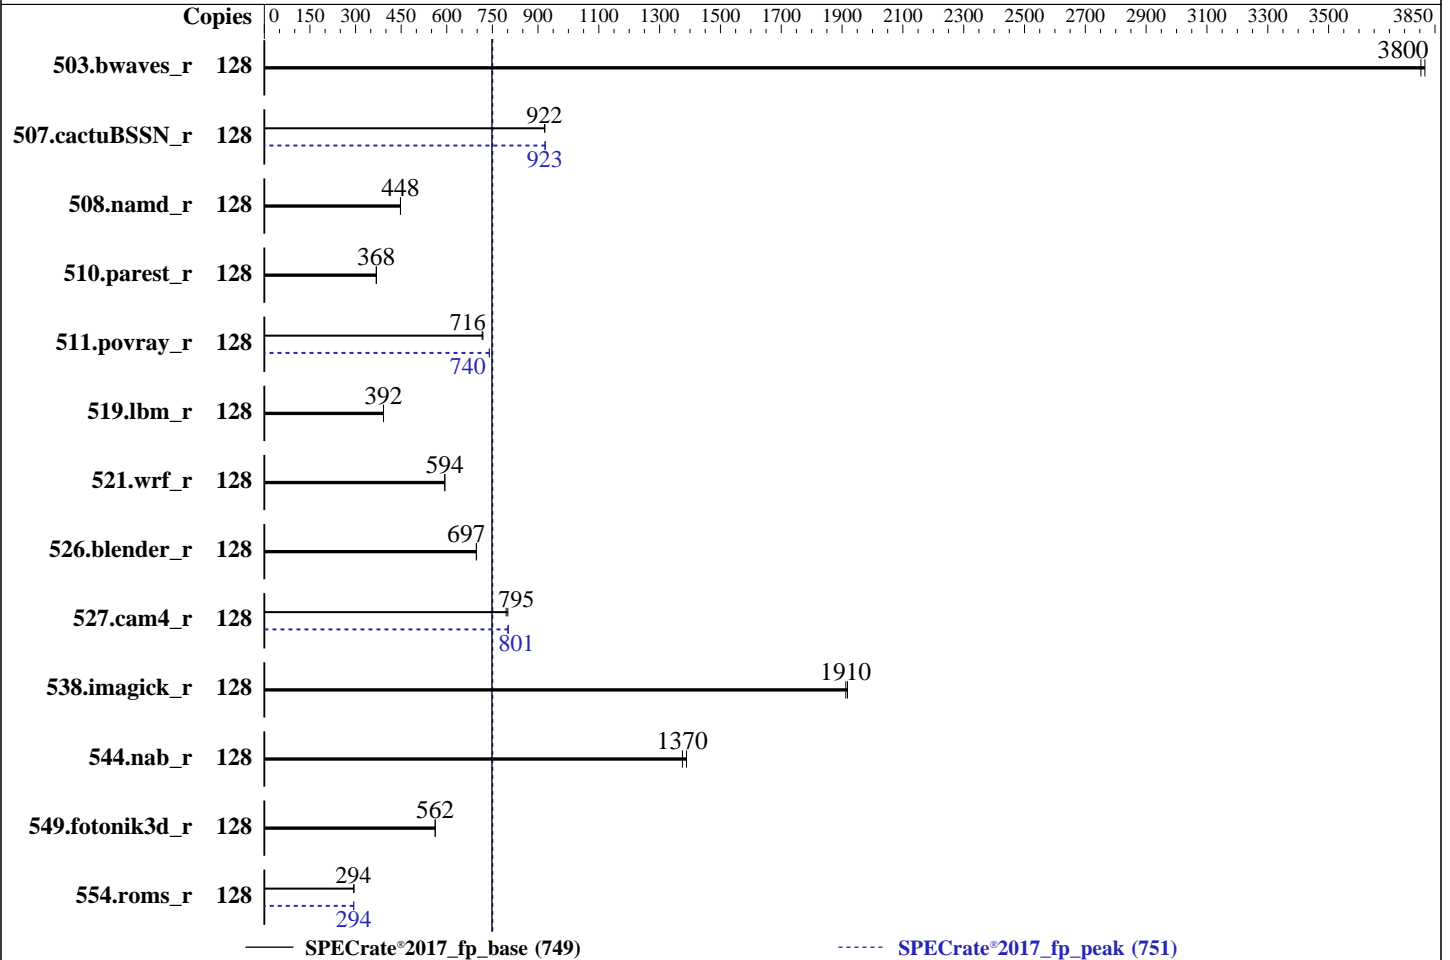 Copies 0 150 300 450 600 750 900 1100 1300 1500 1700 1900 2100 2300 2500 2700 2900 3100 3300 3500 3850
3800
503.bwaves_r 128
922
507.cactuBSSN_r 128
923
448
508.namd_r 128
368
510.parest_r 128
716
511.povray_r 128
740
392
519.lbm_r 128
594
521.wrf_r 128
697
526.blender_r 128
795
527.cam4_r 128
801
1910
538.imagick_r 128
1370
544.nab_r 128
562
549.fotonik3d_r 128
294
554.roms_r 128
294
SPECrate®2017_fp_base (749) SPECrate®2017_fp_peak (751)